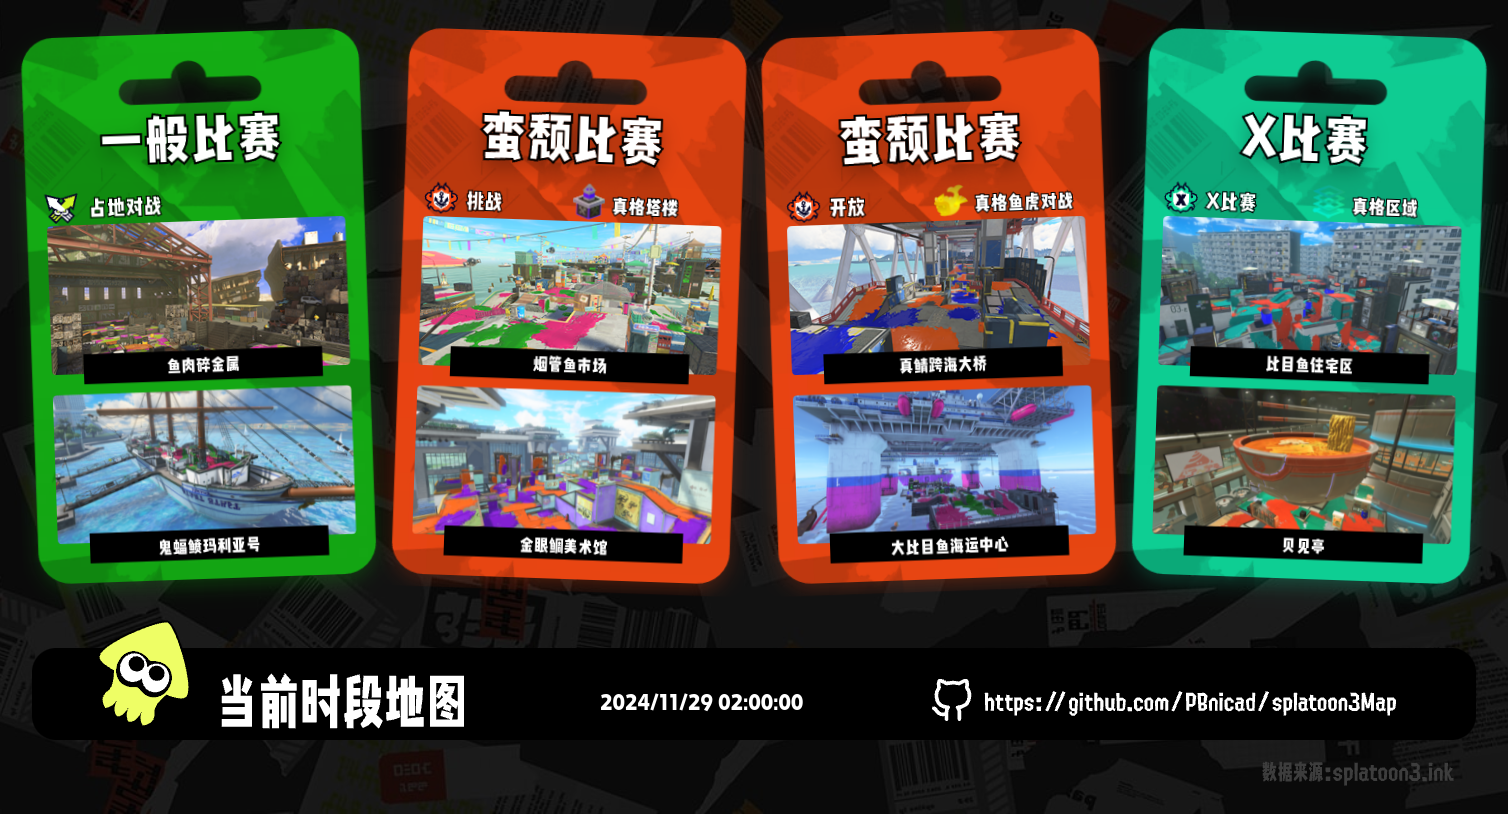 一般比赛
占地对战
鱼肉碎金属
鬼蝠鲼玛利亚号
蛮颓比赛
挑战
真格塔楼
烟管鱼市场
金眼鲷美术馆
蛮颓比赛
开放
真格鱼虎对战
真鲭跨海大桥
大比目鱼海运中心
X比赛
X比赛
真格区域
比目鱼住宅区
贝见亭
当前时段地图
2024/11/29 02:00:00
https://github.com/PBnicad/splatoon3Map
数据来源:splatoon3.ink